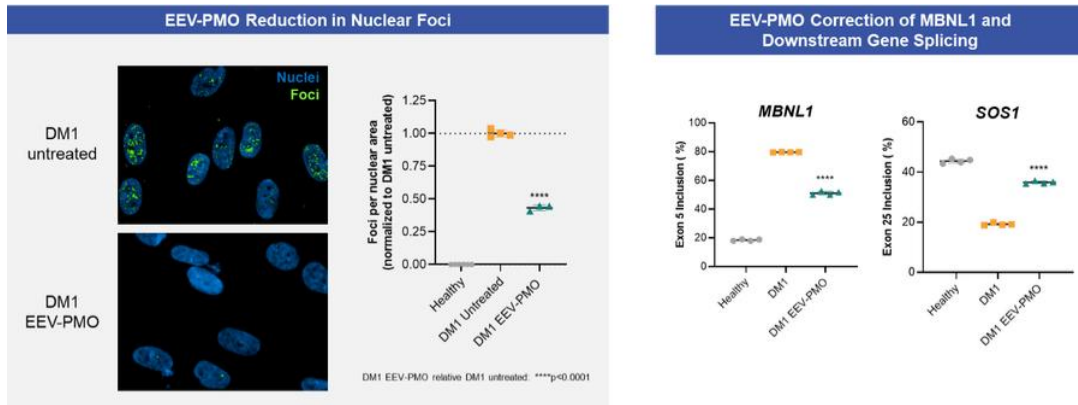 EEV-PMO Reduction in Nuclear Foci
DM1
untreated
Nuclei
Foci
DM1
EEV-PMO
Foci per nuclear area
(normalized to DM1 untreated)
1.25
1.00
0.75
0.50
0.25
0.00
****
Healthy
DM1 Untreated
DM1 EEV-PMO
DM1 EEV-PMO relative DM1 untreated: ****p<0.0001
EEV-PMO Correction of MBNL1 and
Downstream Gene Splicing
MBNL1
Exon 5 Inclusion ( %)
100
80
60
40
20
0
****
Healthy
DM1
DM1 EEV-PMO
SOS1
Exon 25 Inclusion ( %)
60
40
20
0
****
Healthy
DM1
DM1 EEV-PMO